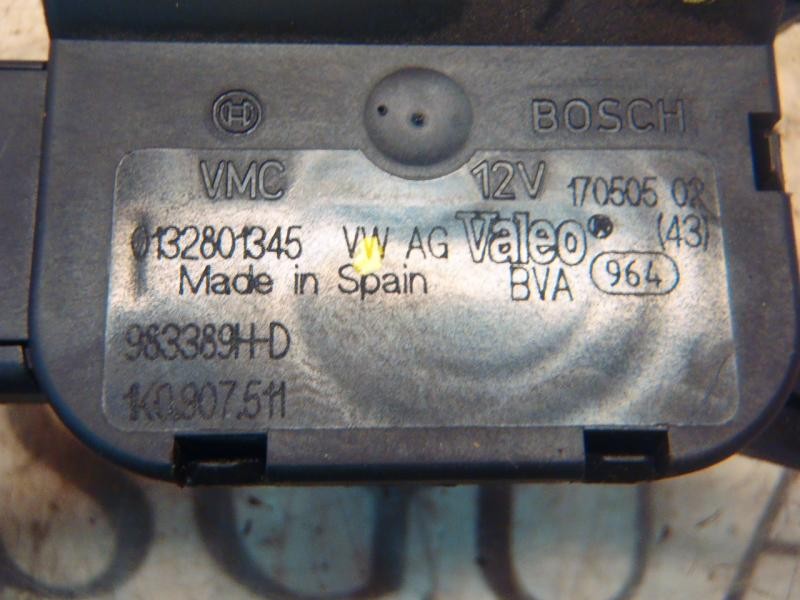 BOSCH
VMC 12V 170505 02
0132801345 VW AG Valeo (43)
Made in Spain BVA 964
983389H-D
1K0.907.511